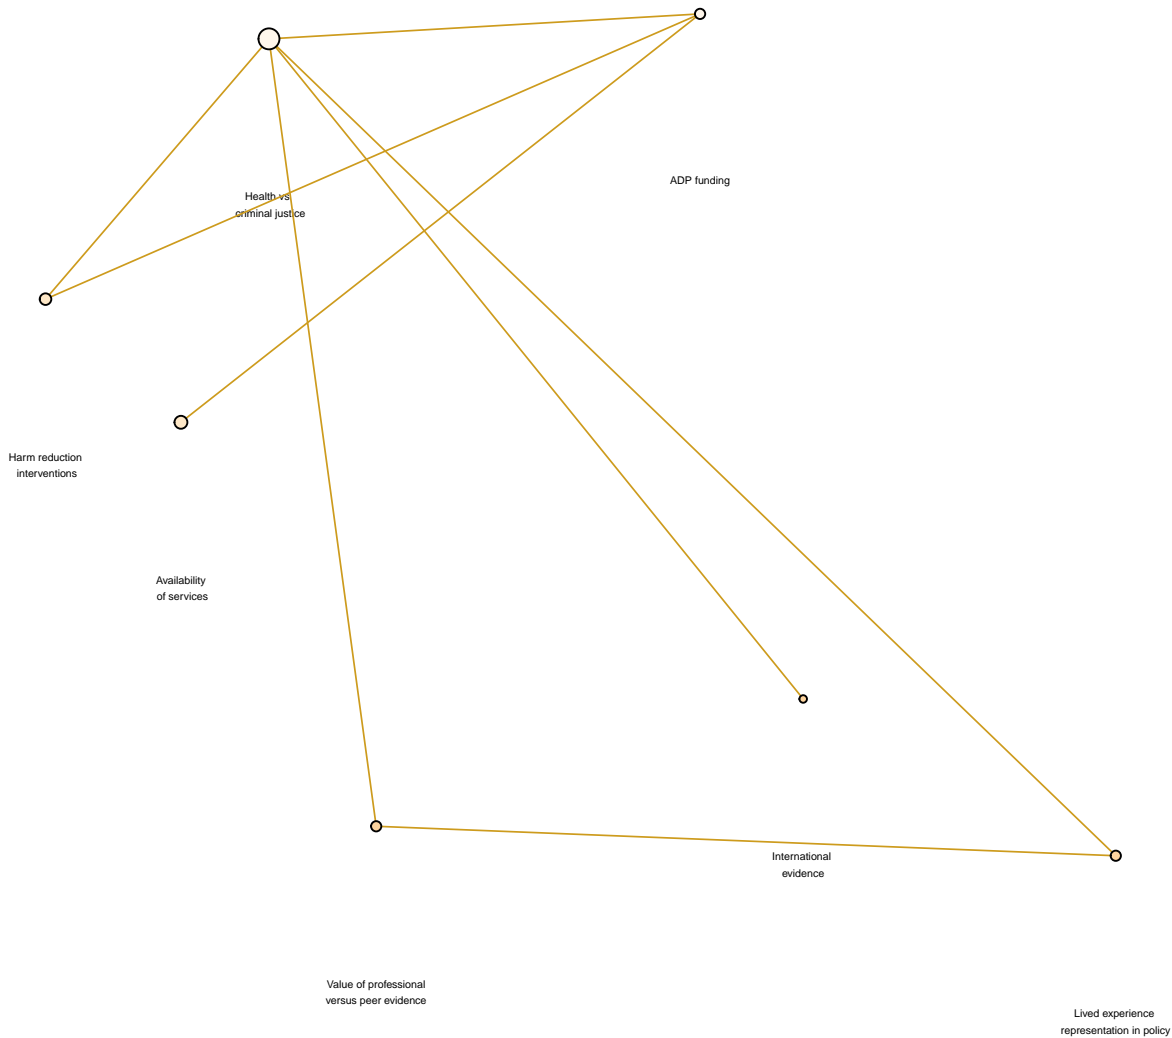 ADP funding
Health vs
criminal justice
Harm reduction
interventions
Availability
of services
International
evidence
Value of professional
versus peer evidence
Lived experience
representation in policy